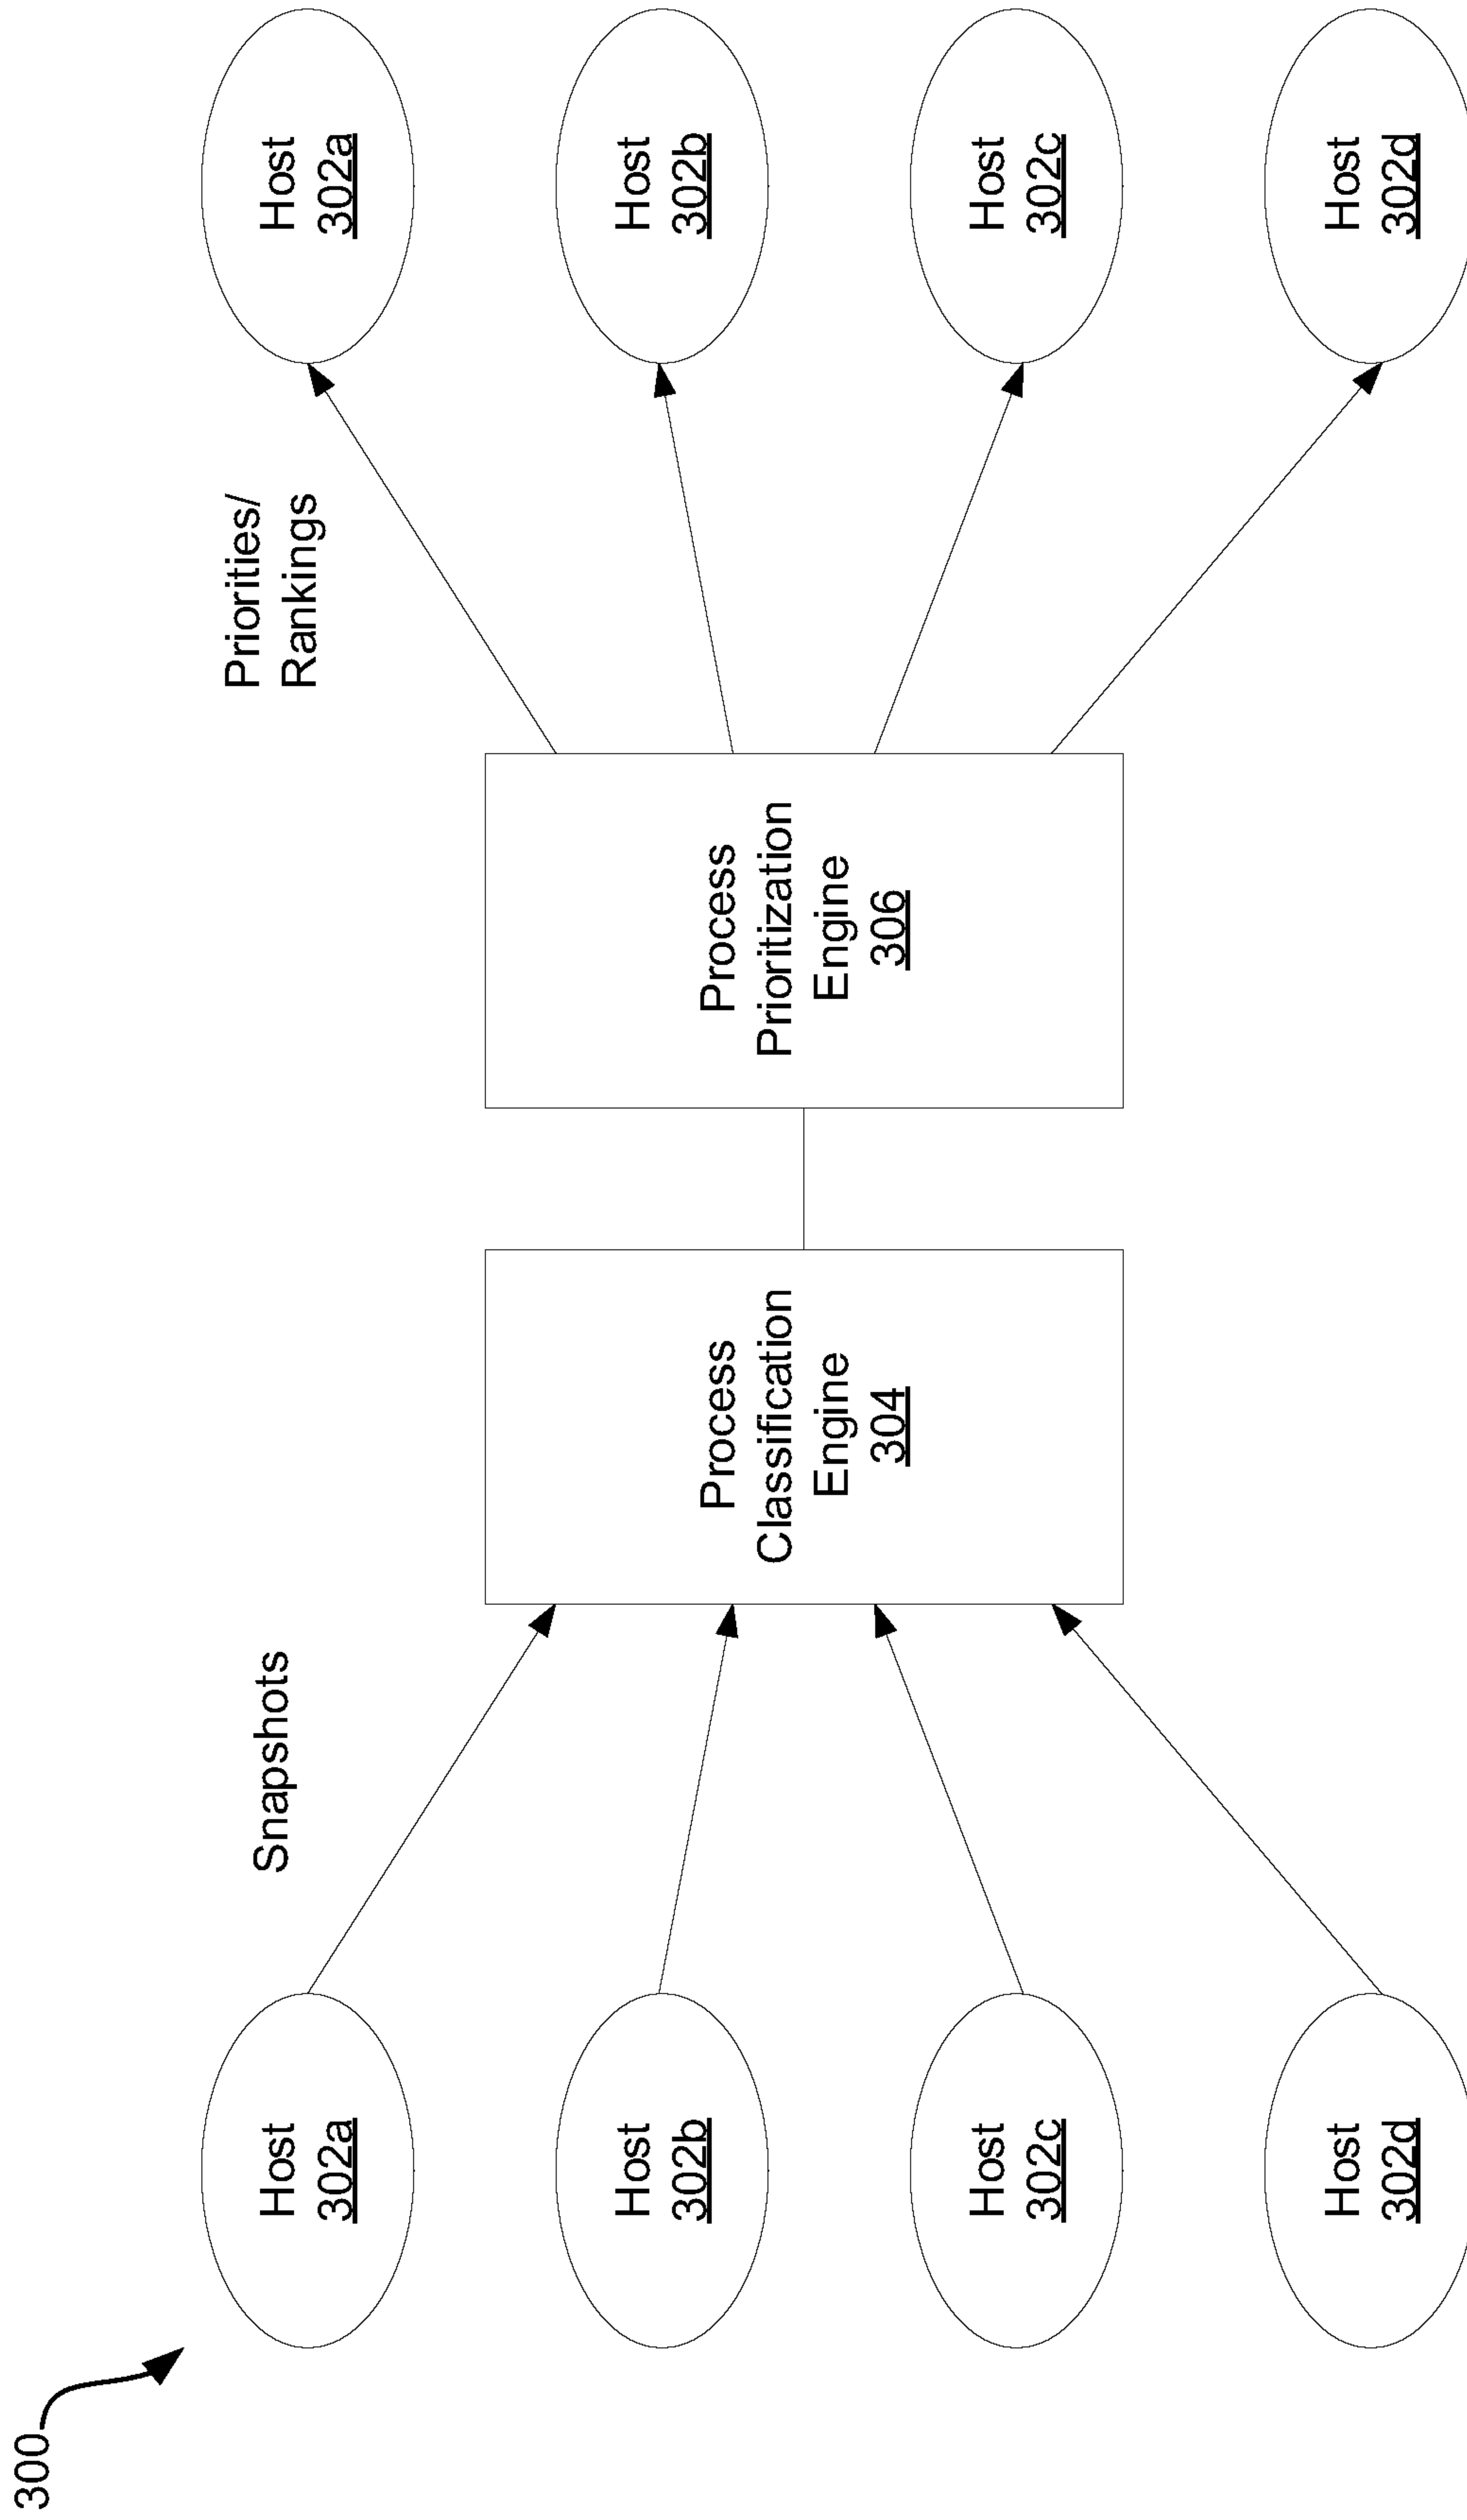 300
Host
302a
Host
302b
Host
302c
Host
302d
Snapshots
Process
Classification
Engine
304
Process
Prioritization
Engine
306
Priorities/
Rankings
Host
302a
Host
302b
Host
302c
Host
302d